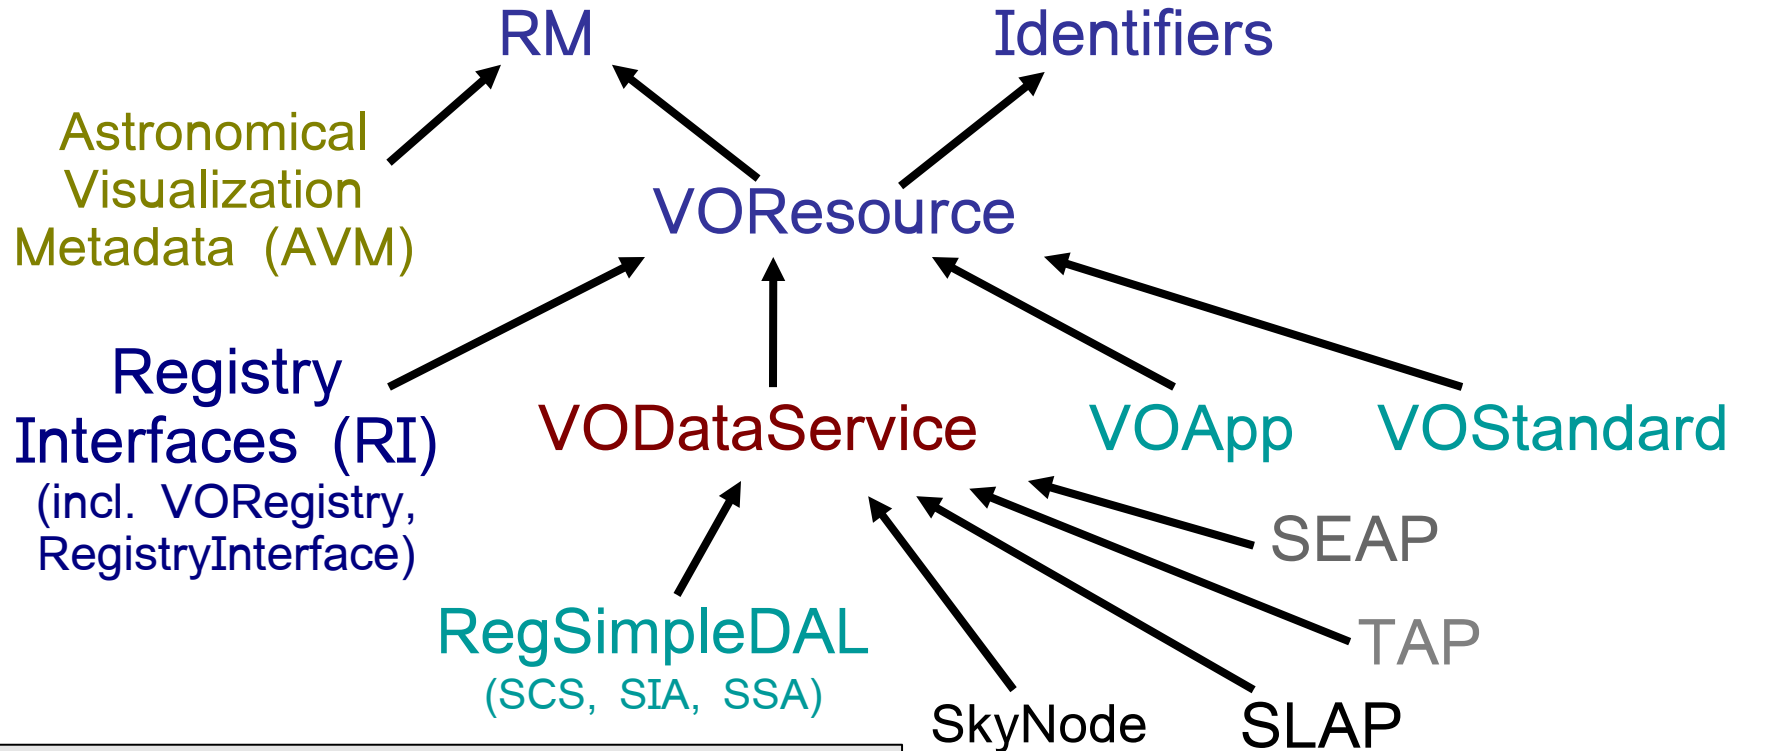 RM
Identifiers
Astronomical
Visualization
Metadata (AVM)
VOResource
Registry
Interfaces (RI)
(incl. VORegistry,
RegistryInterface)
VODataService
VOApp
VOStandard
SEAP
TAP
RegSimpleDAL
(SCS, SIA, SSA)
SkyNode
SLAP